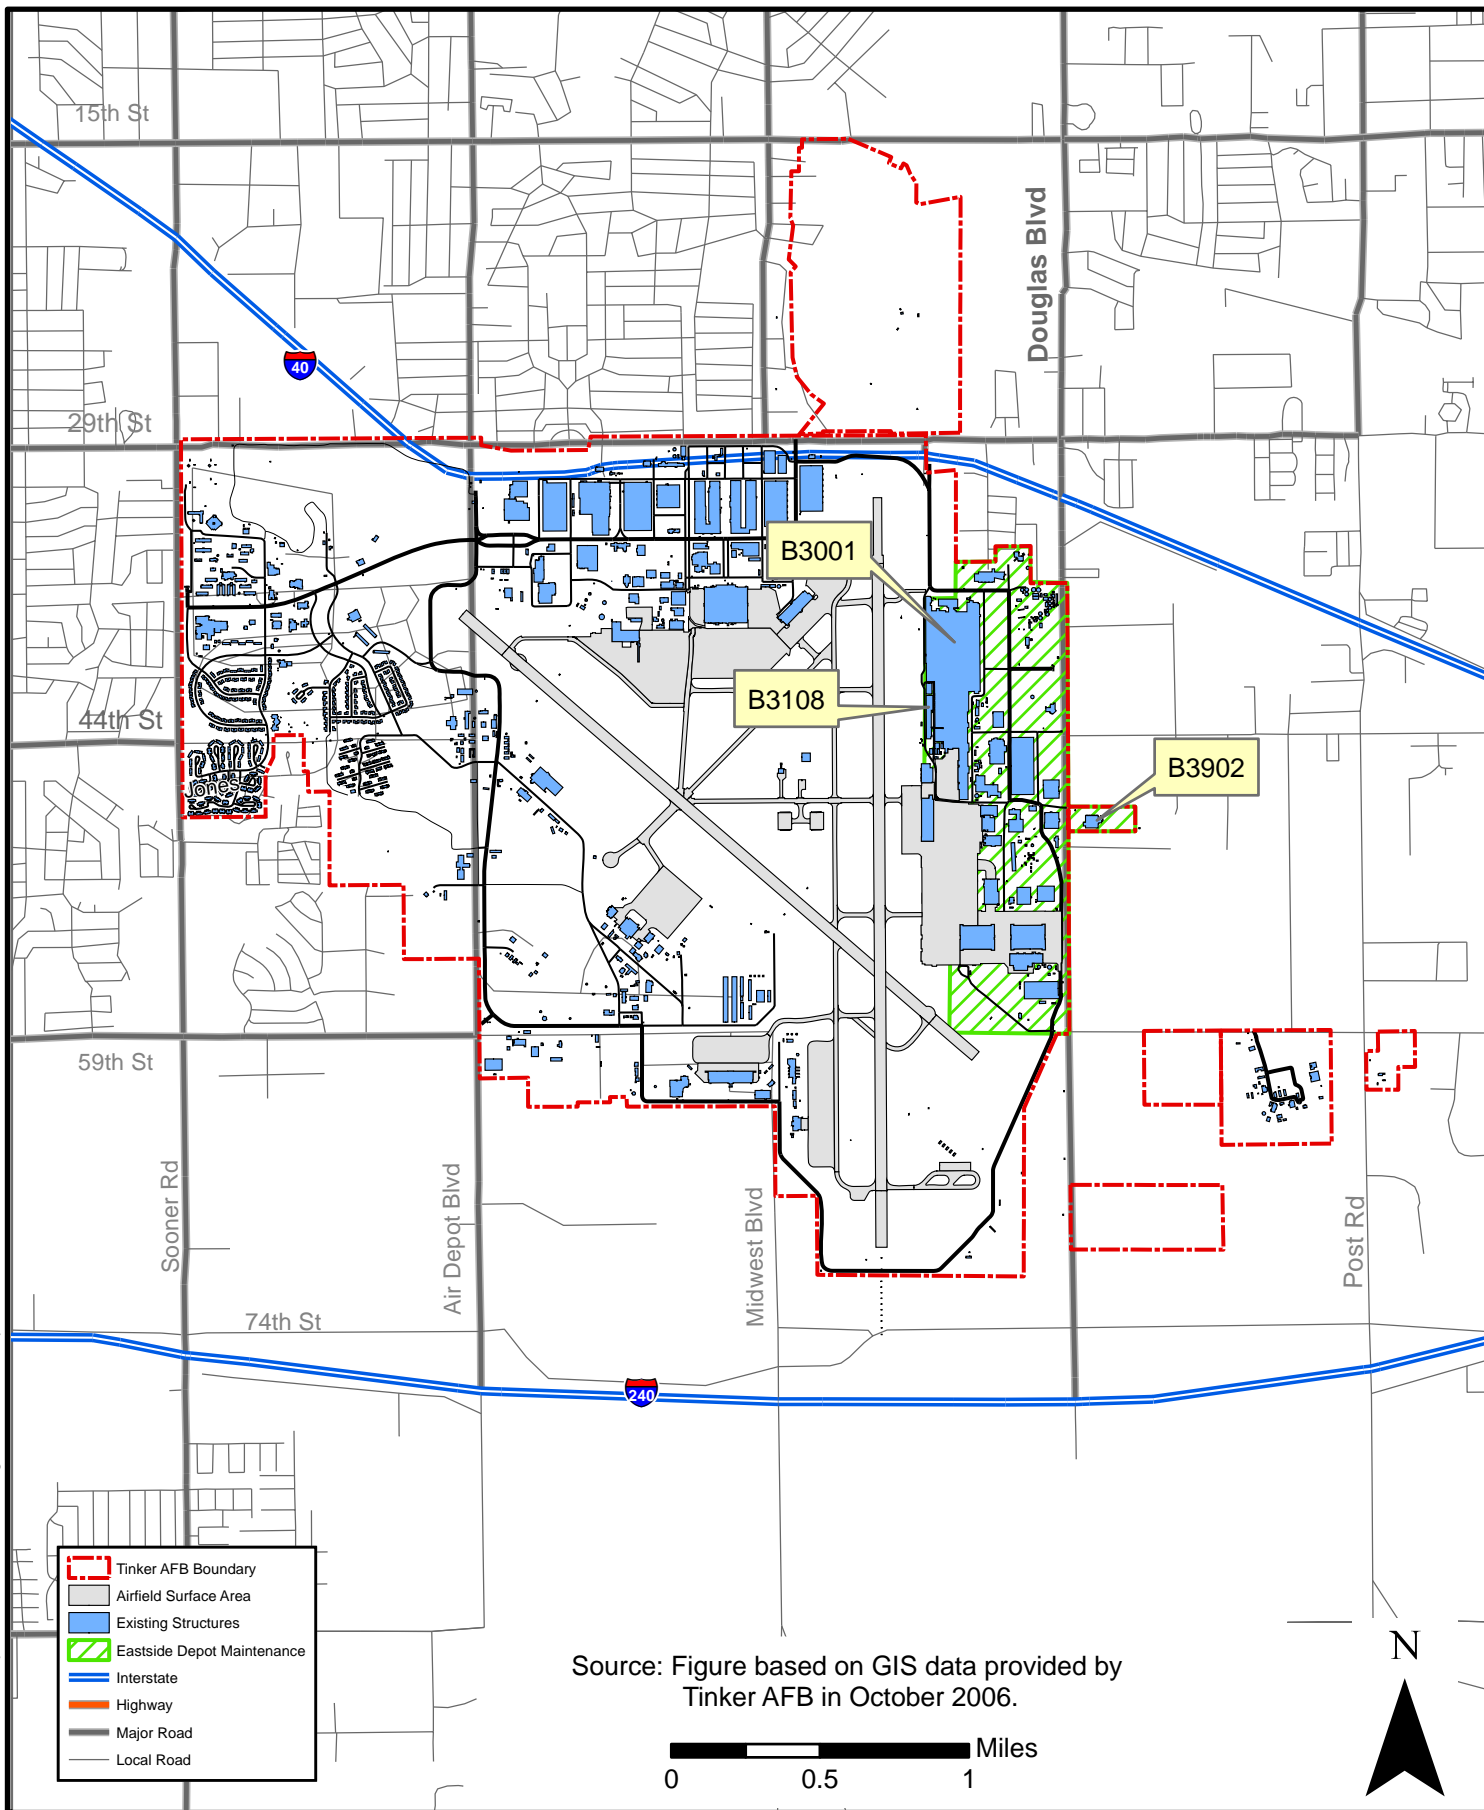 15th St
Douglas Blvd
40
29th St
B3001
B3108
44th St
B3902
59th St
Sooner Rd
Air Depot Blvd
Midwest Blvd
Post Rd
74th St
240
Tinker AFB Boundary
Airfield Surface Area
Existing Structures
Eastside Depot Maintenance
Interstate
Highway
Major Road
Local Road
Source: Figure based on GIS data provided by
Tinker AFB in October 2006.
Miles
0 0.5 1
N